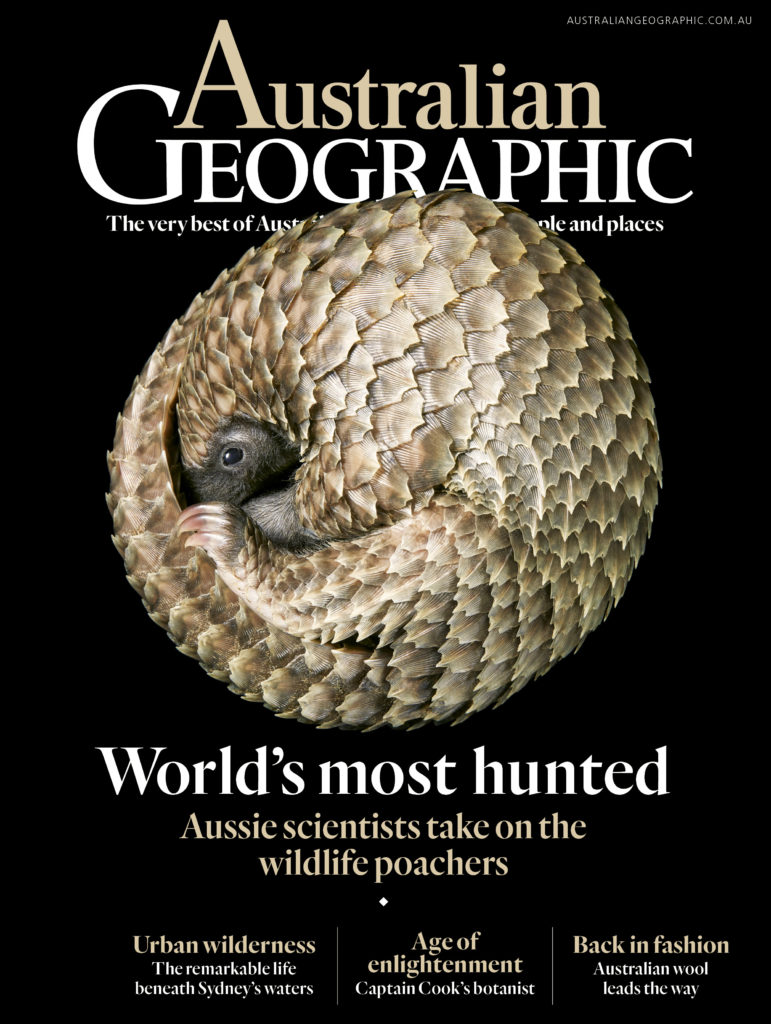 AUSTRALIANGEOGRAPHIC.COM.AU
Australian
GEOGRAPHIC
The very best of and places
World's most hunted
Aussie scientists take on the
wildlife poachers
Urban wilderness
The remarkable life
beneath Sydney's waters
Age of
enlightenment
Captain Cook's botanist
Back in fashion
Australian wool
leads the way